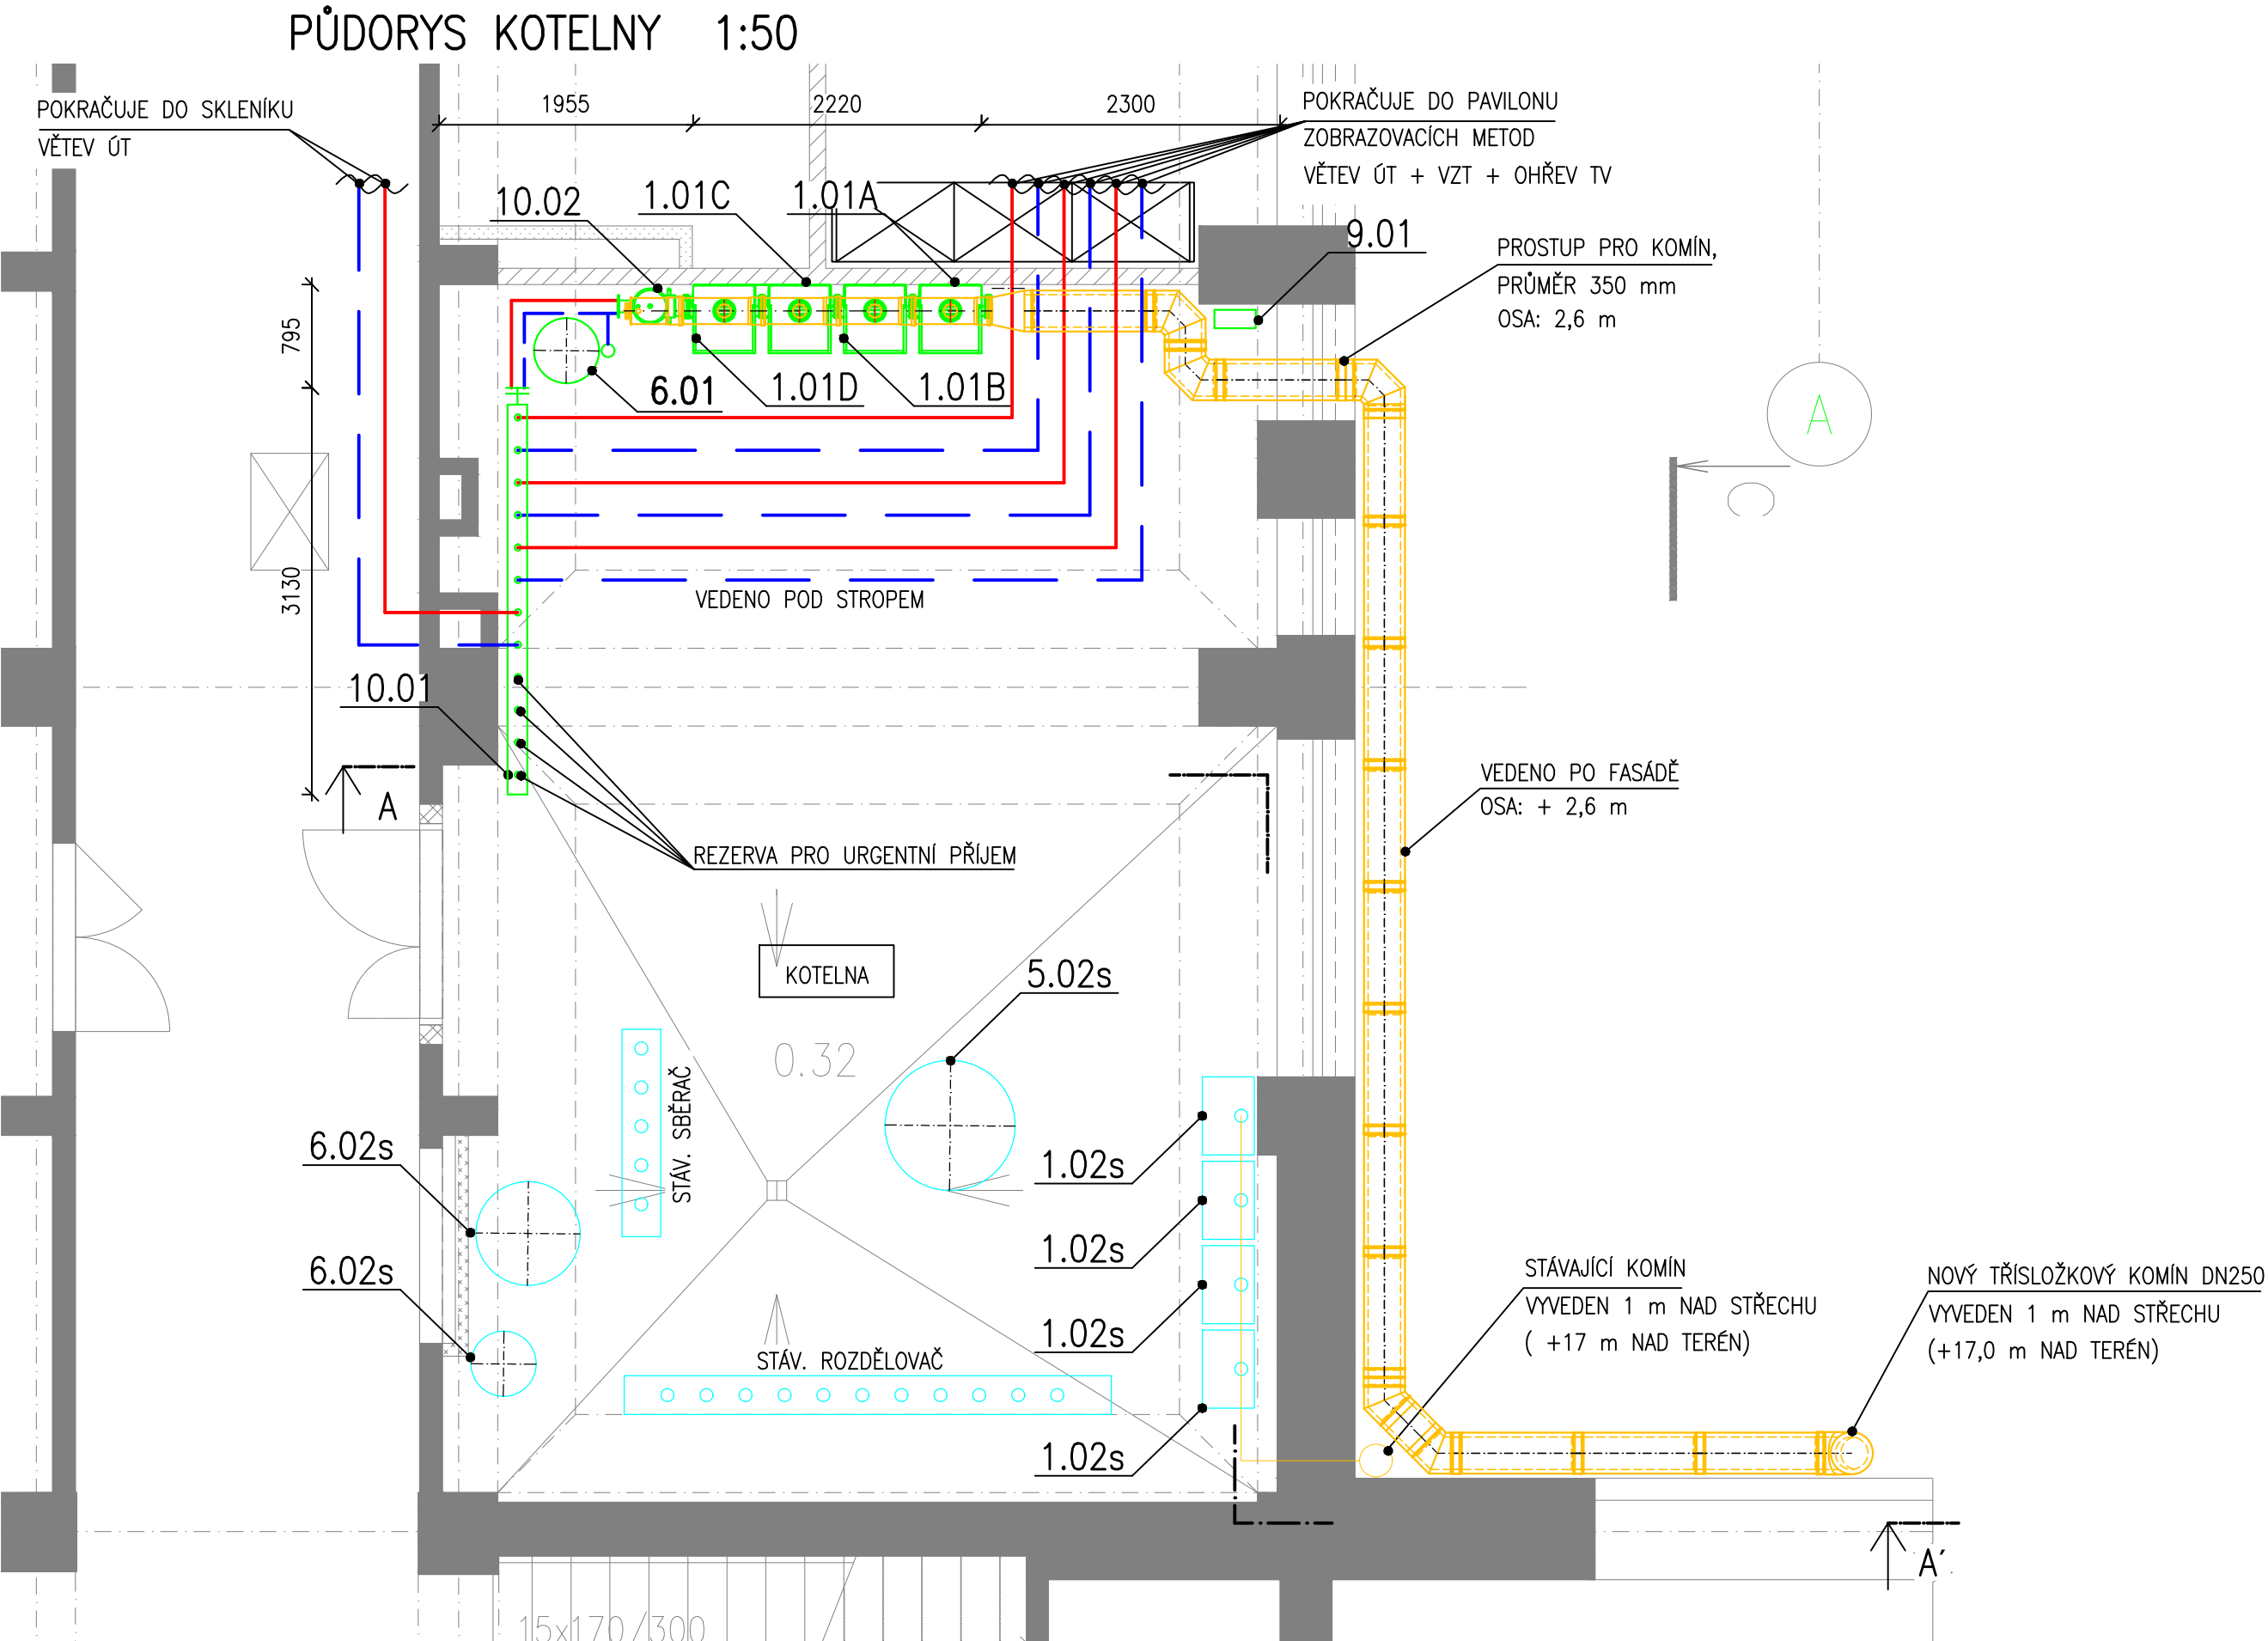 PŮDORYS KOTELNY 1:50
POKRAČUJE DO SKLENÍKU
VĚTEV ÚT
1955
2220
2300
POKRAČUJE DO PAVILONU
ZOBRAZOVACÍCH METOD
VĚTEV ÚT + VZT + OHŘEV TV
10.02
1.01C
1.01A
9.01
PROSTUP PRO KOMÍN,
PRŮMĚR 350 mm
OSA: 2,6 m
795
6.01
1.01D
1.01B
A
3130
VEDENO POD STROPEM
10.01
A
VEDENO PO FASÁDĚ
OSA: + 2,6 m
REZERVA PRO URGENTNÍ PŘÍJEM
KOTELNA
5.02s
0.32
STÁV. SBĚRAČ
6.02s
1.02s
6.02s
1.02s
1.02s
STÁV. ROZDĚLOVAČ
1.02s
STÁVAJÍCÍ KOMÍN
VYVEDEN 1 m NAD STŘECHU
( +17 m NAD TERÉN)
NOVÝ TŘÍSLOŽKOVÝ KOMÍN DN250
VYVEDEN 1 m NAD STŘECHU
(+17,0 m NAD TERÉN)
A´
15x170/300